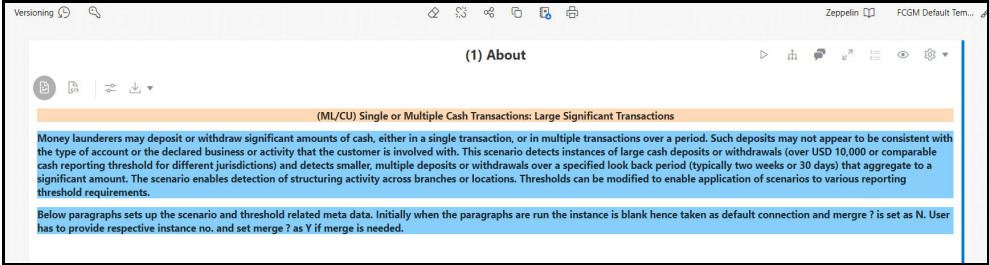 Versioning
Zeppelin
FCGM Default Tem...
(1) About
(ML/CU) Single or Multiple Cash Transactions: Large Significant Transactions
Money launderers may deposit or withdraw significant amounts of cash, either in a single transaction, or in multiple transactions over a period. Such deposits may not appear to be consistent with
the type of account or the declared business or activity that the customer is involved with. This scenario detects instances of large cash deposits or withdrawals (over USD 10,000 or comparable
cash reporting threshold for different jurisdictions) and detects smaller, multiple deposits or withdrawals over a specified look back period (typically two weeks or 30 days) that aggregate to a
significant amount. The scenario enables detection of structuring activity across branches or locations. Thresholds can be modified to enable application of scenarios to various reporting
threshold requirements.
Below paragraphs sets up the scenario and threshold related meta data. Initially when the paragraphs are run the instance is blank hence taken as default connection and mergre ? is set as N. User
has to provide respective instance no. and set merge ? as Y if merge is needed.